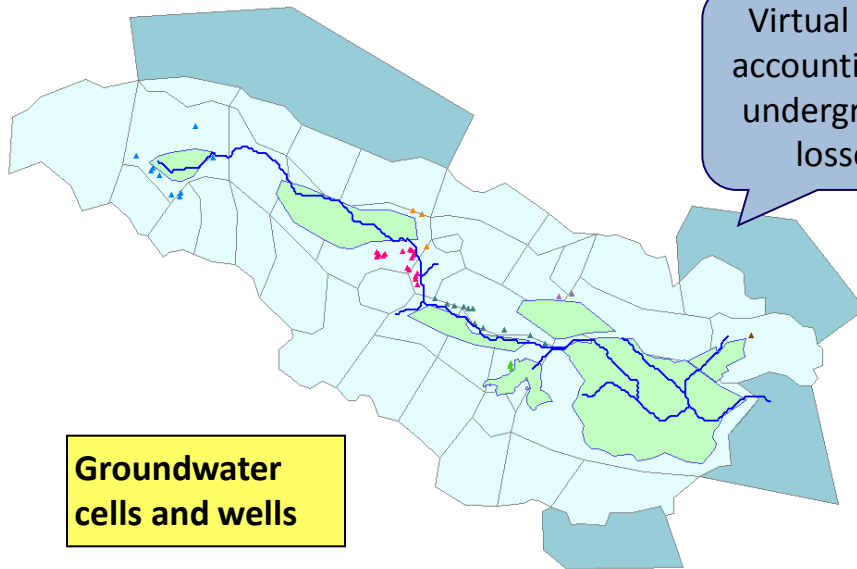 Virtual
accounti
undergr
losse
Groundwater
cells and wells